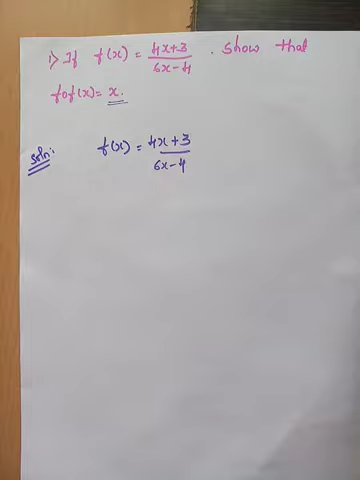 1> If f(x) = 4x+3 / 6x-4 . Show that
fof(x) = x.
Soln: f(x) = 4x+3 / 6x-4